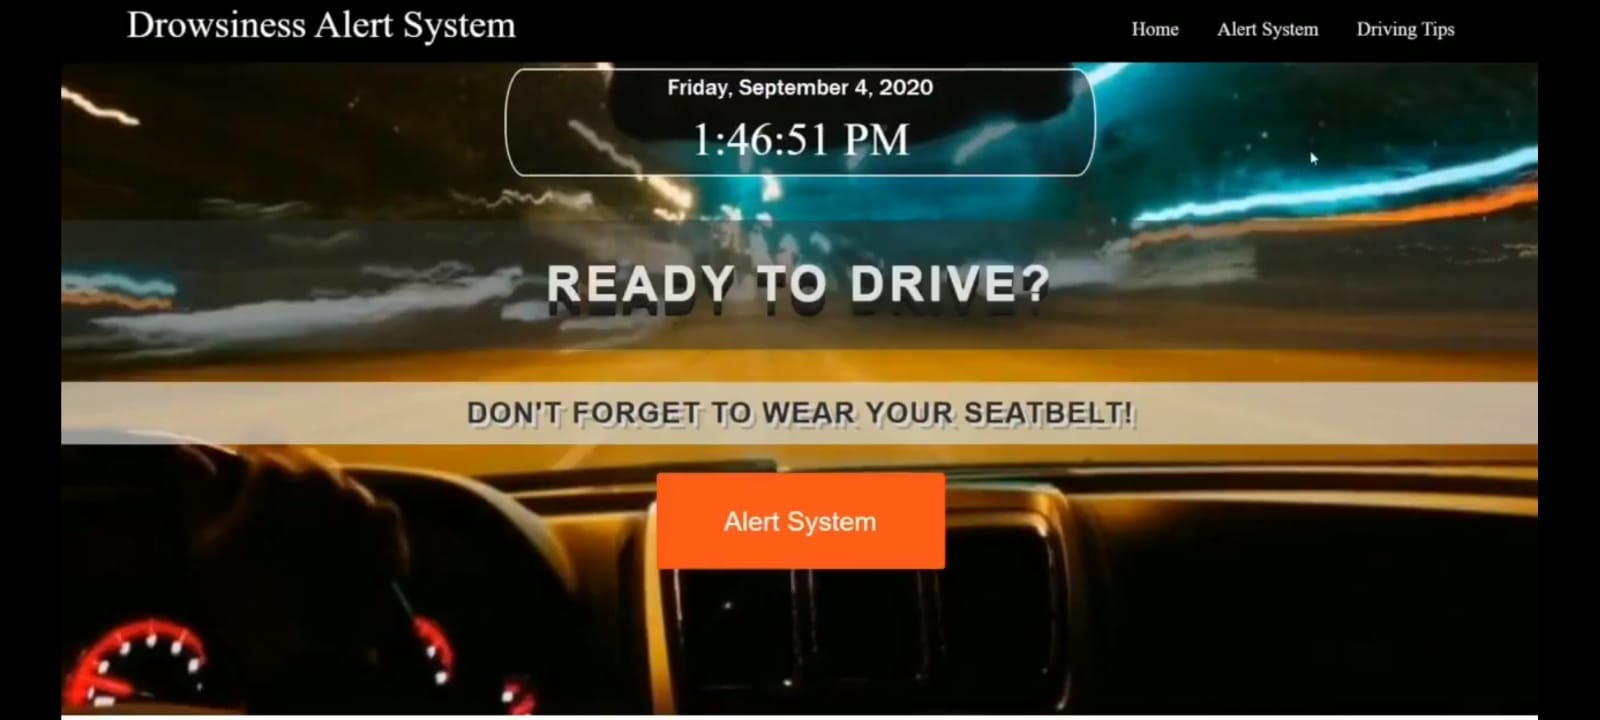 Drowsiness Alert System
Home Alert System Driving Tips
Friday, September 4, 2020
1:46:51 PM
READY TO DRIVE?
DON'T FORGET TO WEAR YOUR SEATBELT!
Alert System